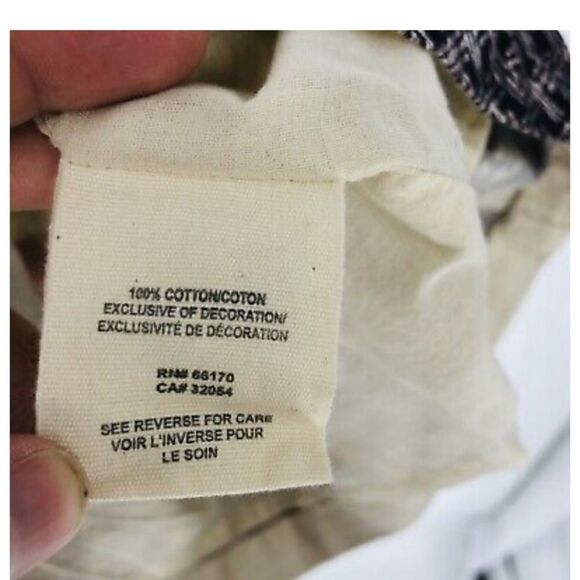 100% COTTON/COTON
EXCLUSIVE OF DECORATION/
EXCLUSIVITÉ DE DÉCORATION
RN# 66170
CA# 32054
SEE REVERSE FOR CARE
VOIR L'INVERSE POUR
LE SOIN